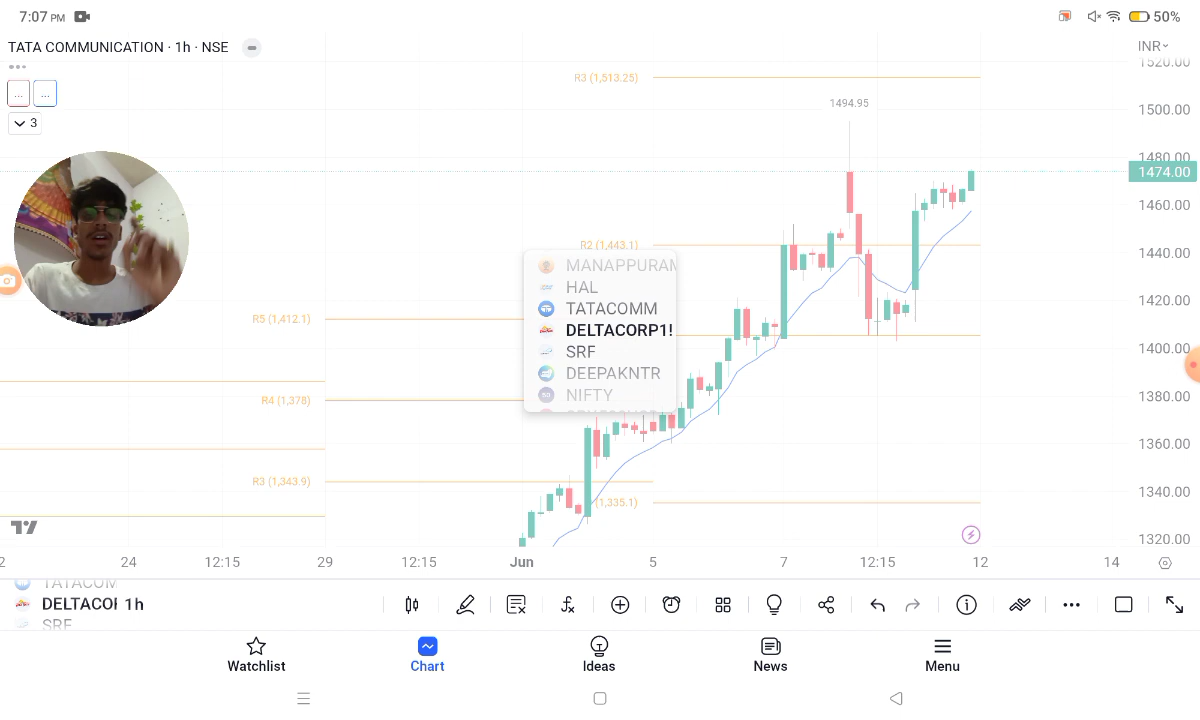 7:07 PM
50%
TATA COMMUNICATION · 1h · NSE
INR
...
... ...
3
1520.00
R3 (1,513.25)
1500.00
1494.95
1480.00
1474.00
1460.00
R2 (1,443.1)
1440.00
MANAPPURAM
HAL
TATACOMM
DELTACORP1!
SRF
DEEPAKNTR
NIFTY
1420.00
R5 (1,412.1)
1400.00
R4 (1,378)
1380.00
1360.00
R3 (1,343.9)
1340.00
(1,335.1)
1320.00
2 24 12:15 29 12:15 Jun 5 7 12:15 12 14
TATACOM
DELTACOI 1h
SRF
Watchlist Chart Ideas News Menu